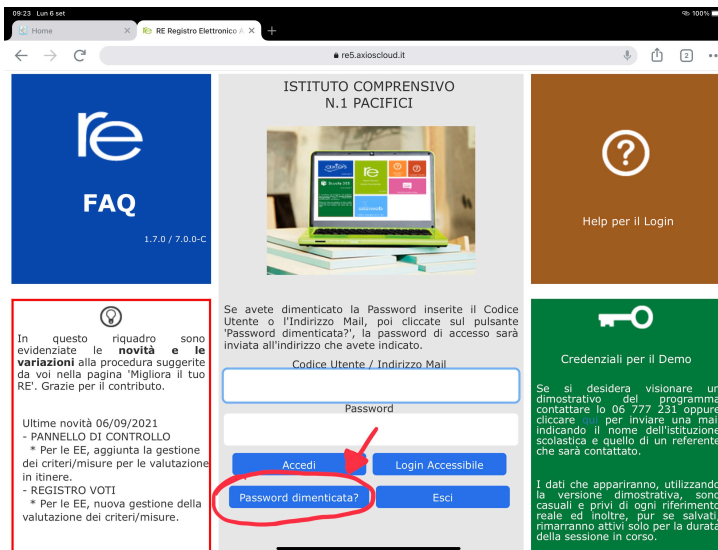 09:23 Lun 6 set
100%
Home
RE Registro Elettronico A
re5.axioscloud.it
2
re
FAQ
1.7.0 / 7.0.0-C
In questo riquadro sono
evidenziate le novità e le
variazioni alla procedura suggerite
da voi nella pagina 'Migliora il tuo
RE'. Grazie per il contributo.
Ultime novità 06/09/2021
- PANNELLO DI CONTROLLO
* Per le EE, aggiunta la gestione
dei criteri/misure per le valutazione
in itinere.
- REGISTRO VOTI
* Per le EE, nuova gestione della
valutazione dei criteri/misure.
ISTITUTO COMPRENSIVO
N.1 PACIFICI
re
Se avete dimenticato la Password inserite il Codice
Utente o l'Indirizzo Mail, poi cliccate sul pulsante
'Password dimenticata?', la password di accesso sarà
inviata all'indirizzo che avete indicato.
Codice Utente / Indirizzo Mail
Password
Accedi
Login Accessibile
Password dimenticata?
Esci
?
Help per il Login
Credenziali per il Demo
Se si desidera visionare un
dimostrativo del programma
contattare lo 06 777 231 oppure
cliccare qui per inviare una mail
indicando il nome dell'istituzione
scolastica e quello di un referente
che sarà contattato.
I dati che appariranno, utilizzando
la versione dimostrativa, sono
casuali e privi di ogni riferimento
reale ed inoltre, pur se salvati,
rimarranno attivi solo per la durata
della sessione in corso.